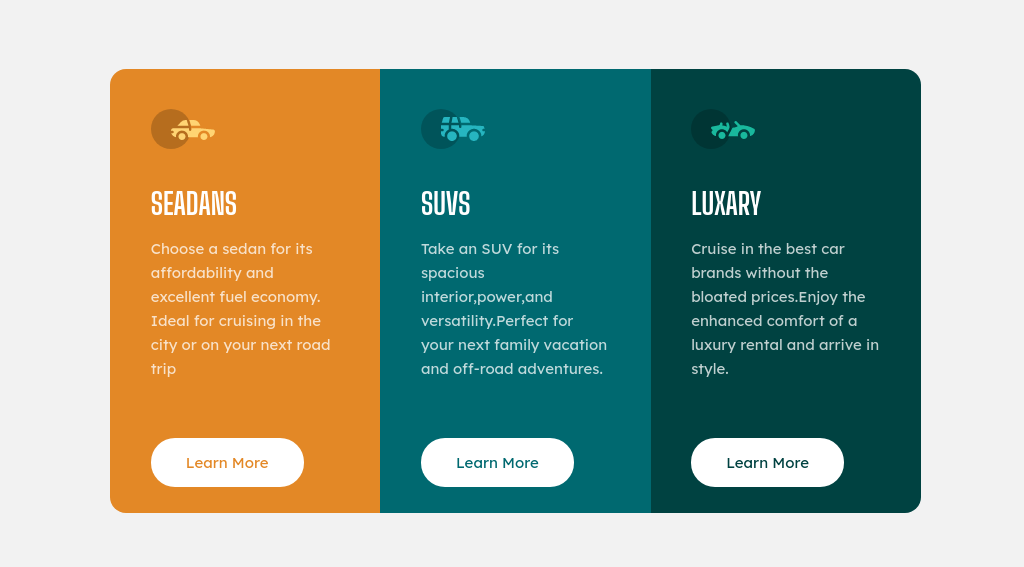 SEADANS
Choose a sedan for its
affordability and
excellent fuel economy.
Ideal for cruising in the
city or on your next road
trip
Learn More
SUVS
Take an SUV for its
spacious
interior,power,and
versatility.Perfect for
your next family vacation
and off-road adventures.
Learn More
LUXARY
Cruise in the best car
brands without the
bloated prices.Enjoy the
enhanced comfort of a
luxury rental and arrive in
style.
Learn More